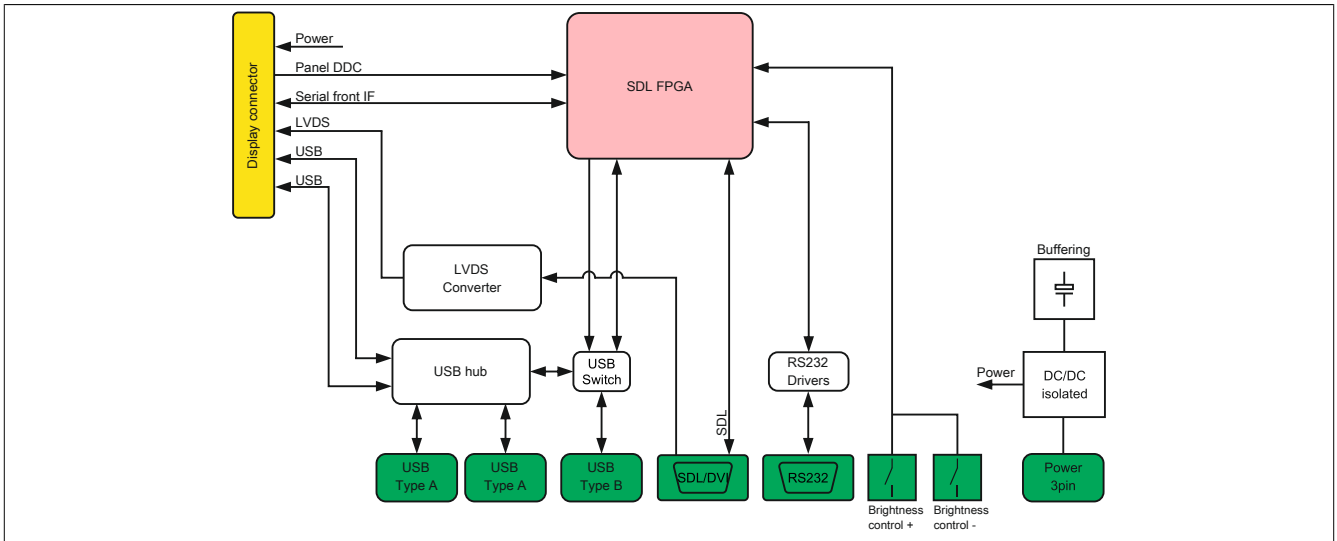 Display connector
Power
Panel DDC
Serial front IF
LVDS
USB
USB
SDL FPGA
LVDS
Converter
Buffering
USB hub
USB
Switch
RS232
Drivers
Power
DC/DC
isolated
SDL
USB
Type A
USB
Type A
USB
Type B
SDL/DVI
RS232
Power
3pin
Brightness
control +
Brightness
control -